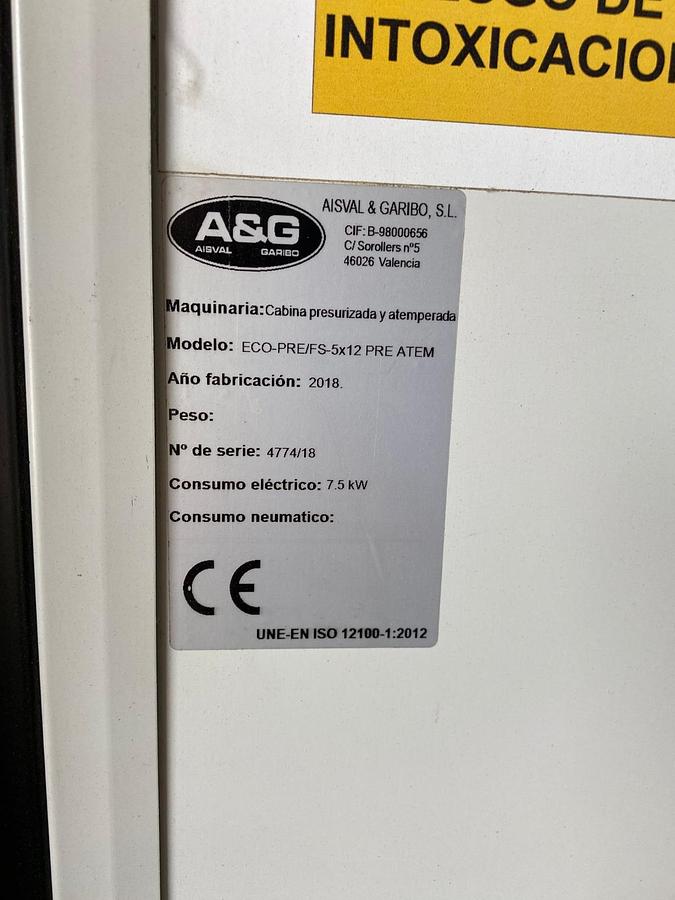 DE
INTOXICACIO
A&G
AISVAL GARIBO
AISVAL & GARIBO, S.L.
CIF: B-98000656
C/ Sorollers nº5
46026 Valencia
Maquinaria: Cabina presurizada y atemperada
Modelo: ECO-PRE/FS-5x12 PRE ATEM
Año fabricación: 2018.
Peso:
Nº de serie: 4774/18
Consumo eléctrico: 7.5 kW
Consumo neumatico:
CE
UNE-EN ISO 12100-1:2012